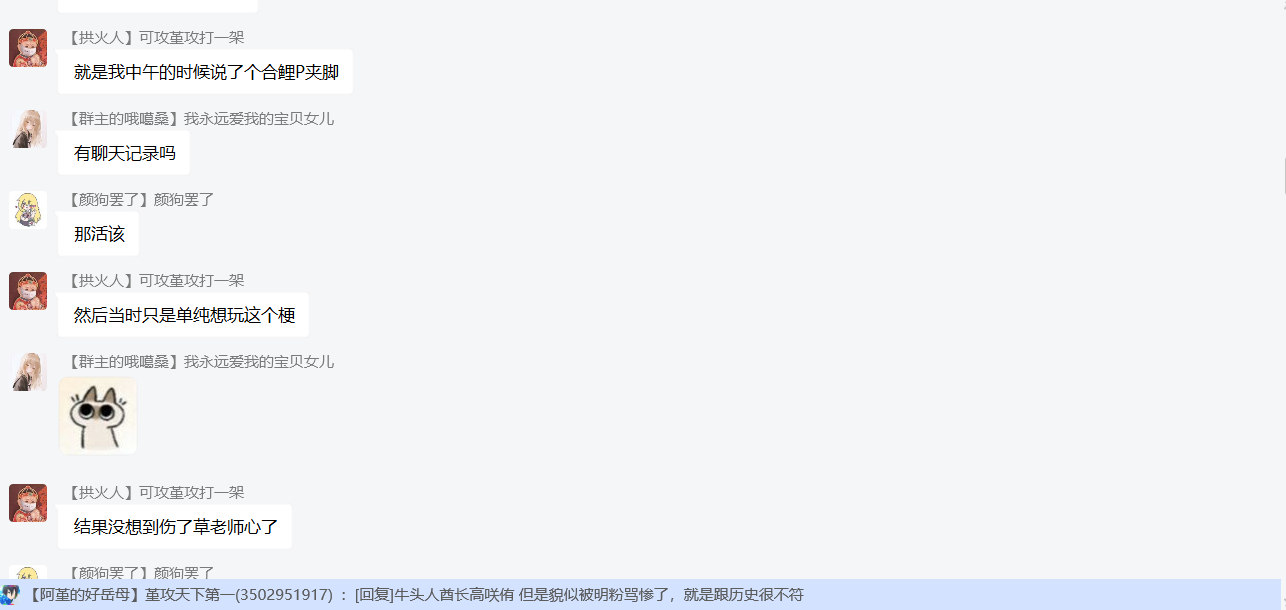 【拱火人】可攻堇攻打一架
就是我中午的时候说了个合鲤P夹脚
【群主的哦噶桑】我永远爱我的宝贝女儿
有聊天记录吗
【颜狗罢了】颜狗罢了
那活该
【拱火人】可攻堇攻打一架
然后当时只是单纯想玩这个梗
【群主的哦噶桑】我永远爱我的宝贝女儿
【拱火人】可攻堇攻打一架
结果没想到伤了草老师心了
【颜狗罢了】颜狗罢了
【阿堇的好岳母】堇攻天下第一(3502951917) ：[回复]牛头人酋长高咲侑 但是貌似被明粉骂惨了，就是跟历史很不符